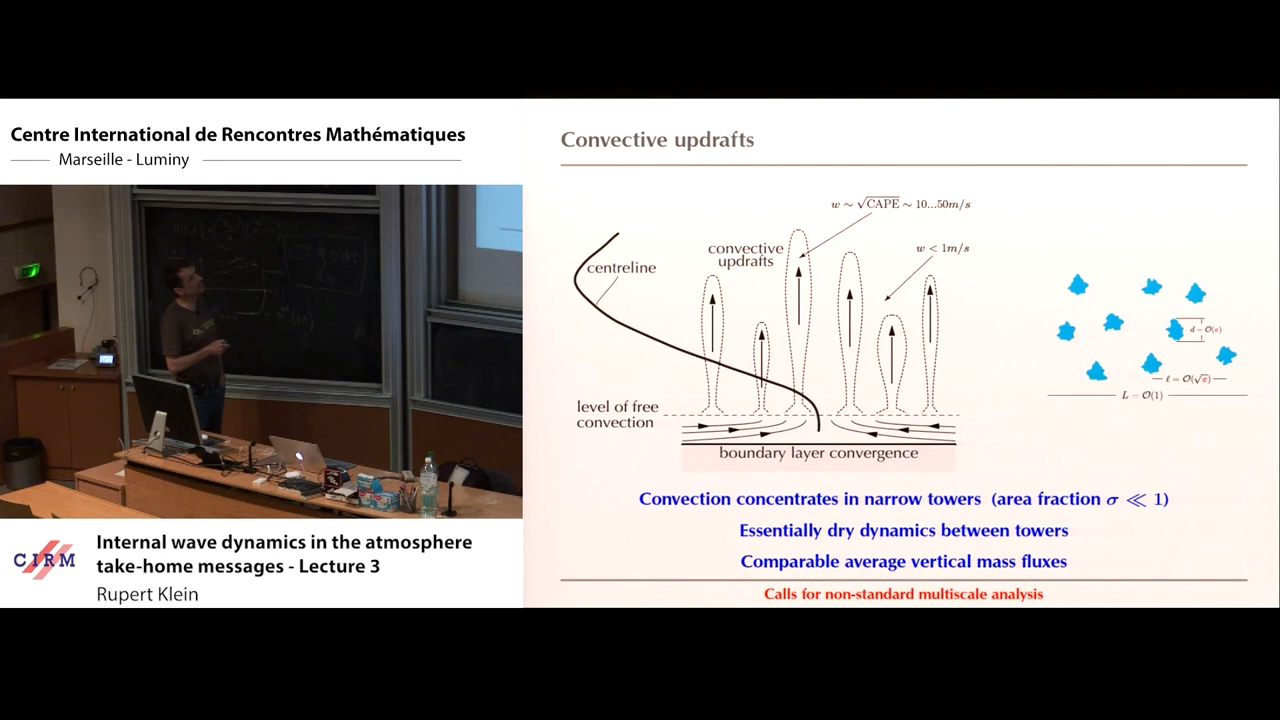 Centre International de Rencontres Mathématiques
Marseille - Luminy
CIRM
Internal wave dynamics in the atmosphere
take-home messages - Lecture 3
Rupert Klein
Convective updrafts
w ∼ √CAPE ∼ 10...50m/s
convective
updrafts
w < 1m/s
centreline
level of free
convection
boundary layer convergence
d = O(ε)
ℓ = O(√ε)
L = O(1)
Convection concentrates in narrow towers (area fraction σ ≪ 1)
Essentially dry dynamics between towers
Comparable average vertical mass fluxes
Calls for non-standard multiscale analysis